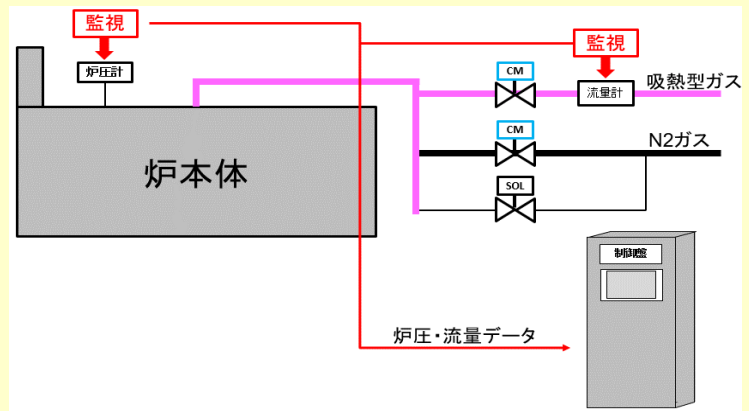 監視
炉圧計
監視
CM
流量計
吸熱型ガス
CM
N2ガス
SOL
炉本体
制御盤
炉圧・流量データ